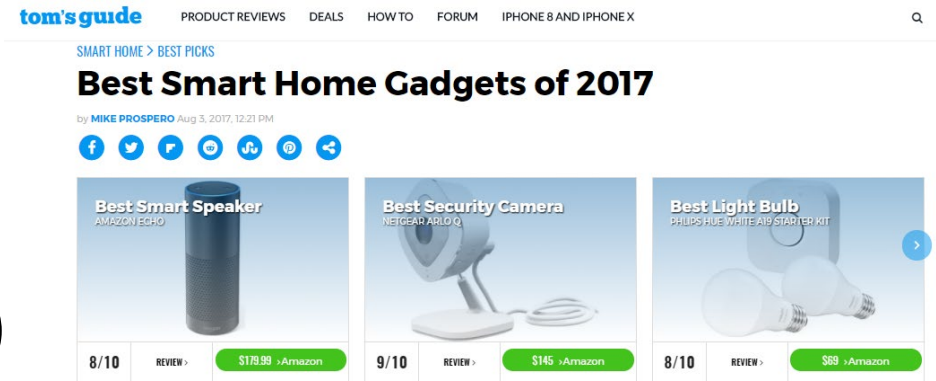 tom's guide PRODUCT REVIEWS DEALS HOW TO FORUM IPHONE 8 AND IPHONE X
SMART HOME > BEST PICKS
Best Smart Home Gadgets of 2017
by MIKE PROSPERO Aug 3, 2017, 12:21 PM
Best Smart Speaker
AMAZON ECHO
8/10 REVIEW > $179.99 >Amazon
Best Security Camera
NETGEAR ARLO Q
9/10 REVIEW > $145 >Amazon
Best Light Bulb
PHILIPS HUE WHITE A19 STARTER KIT
8/10 REVIEW > $69 >Amazon